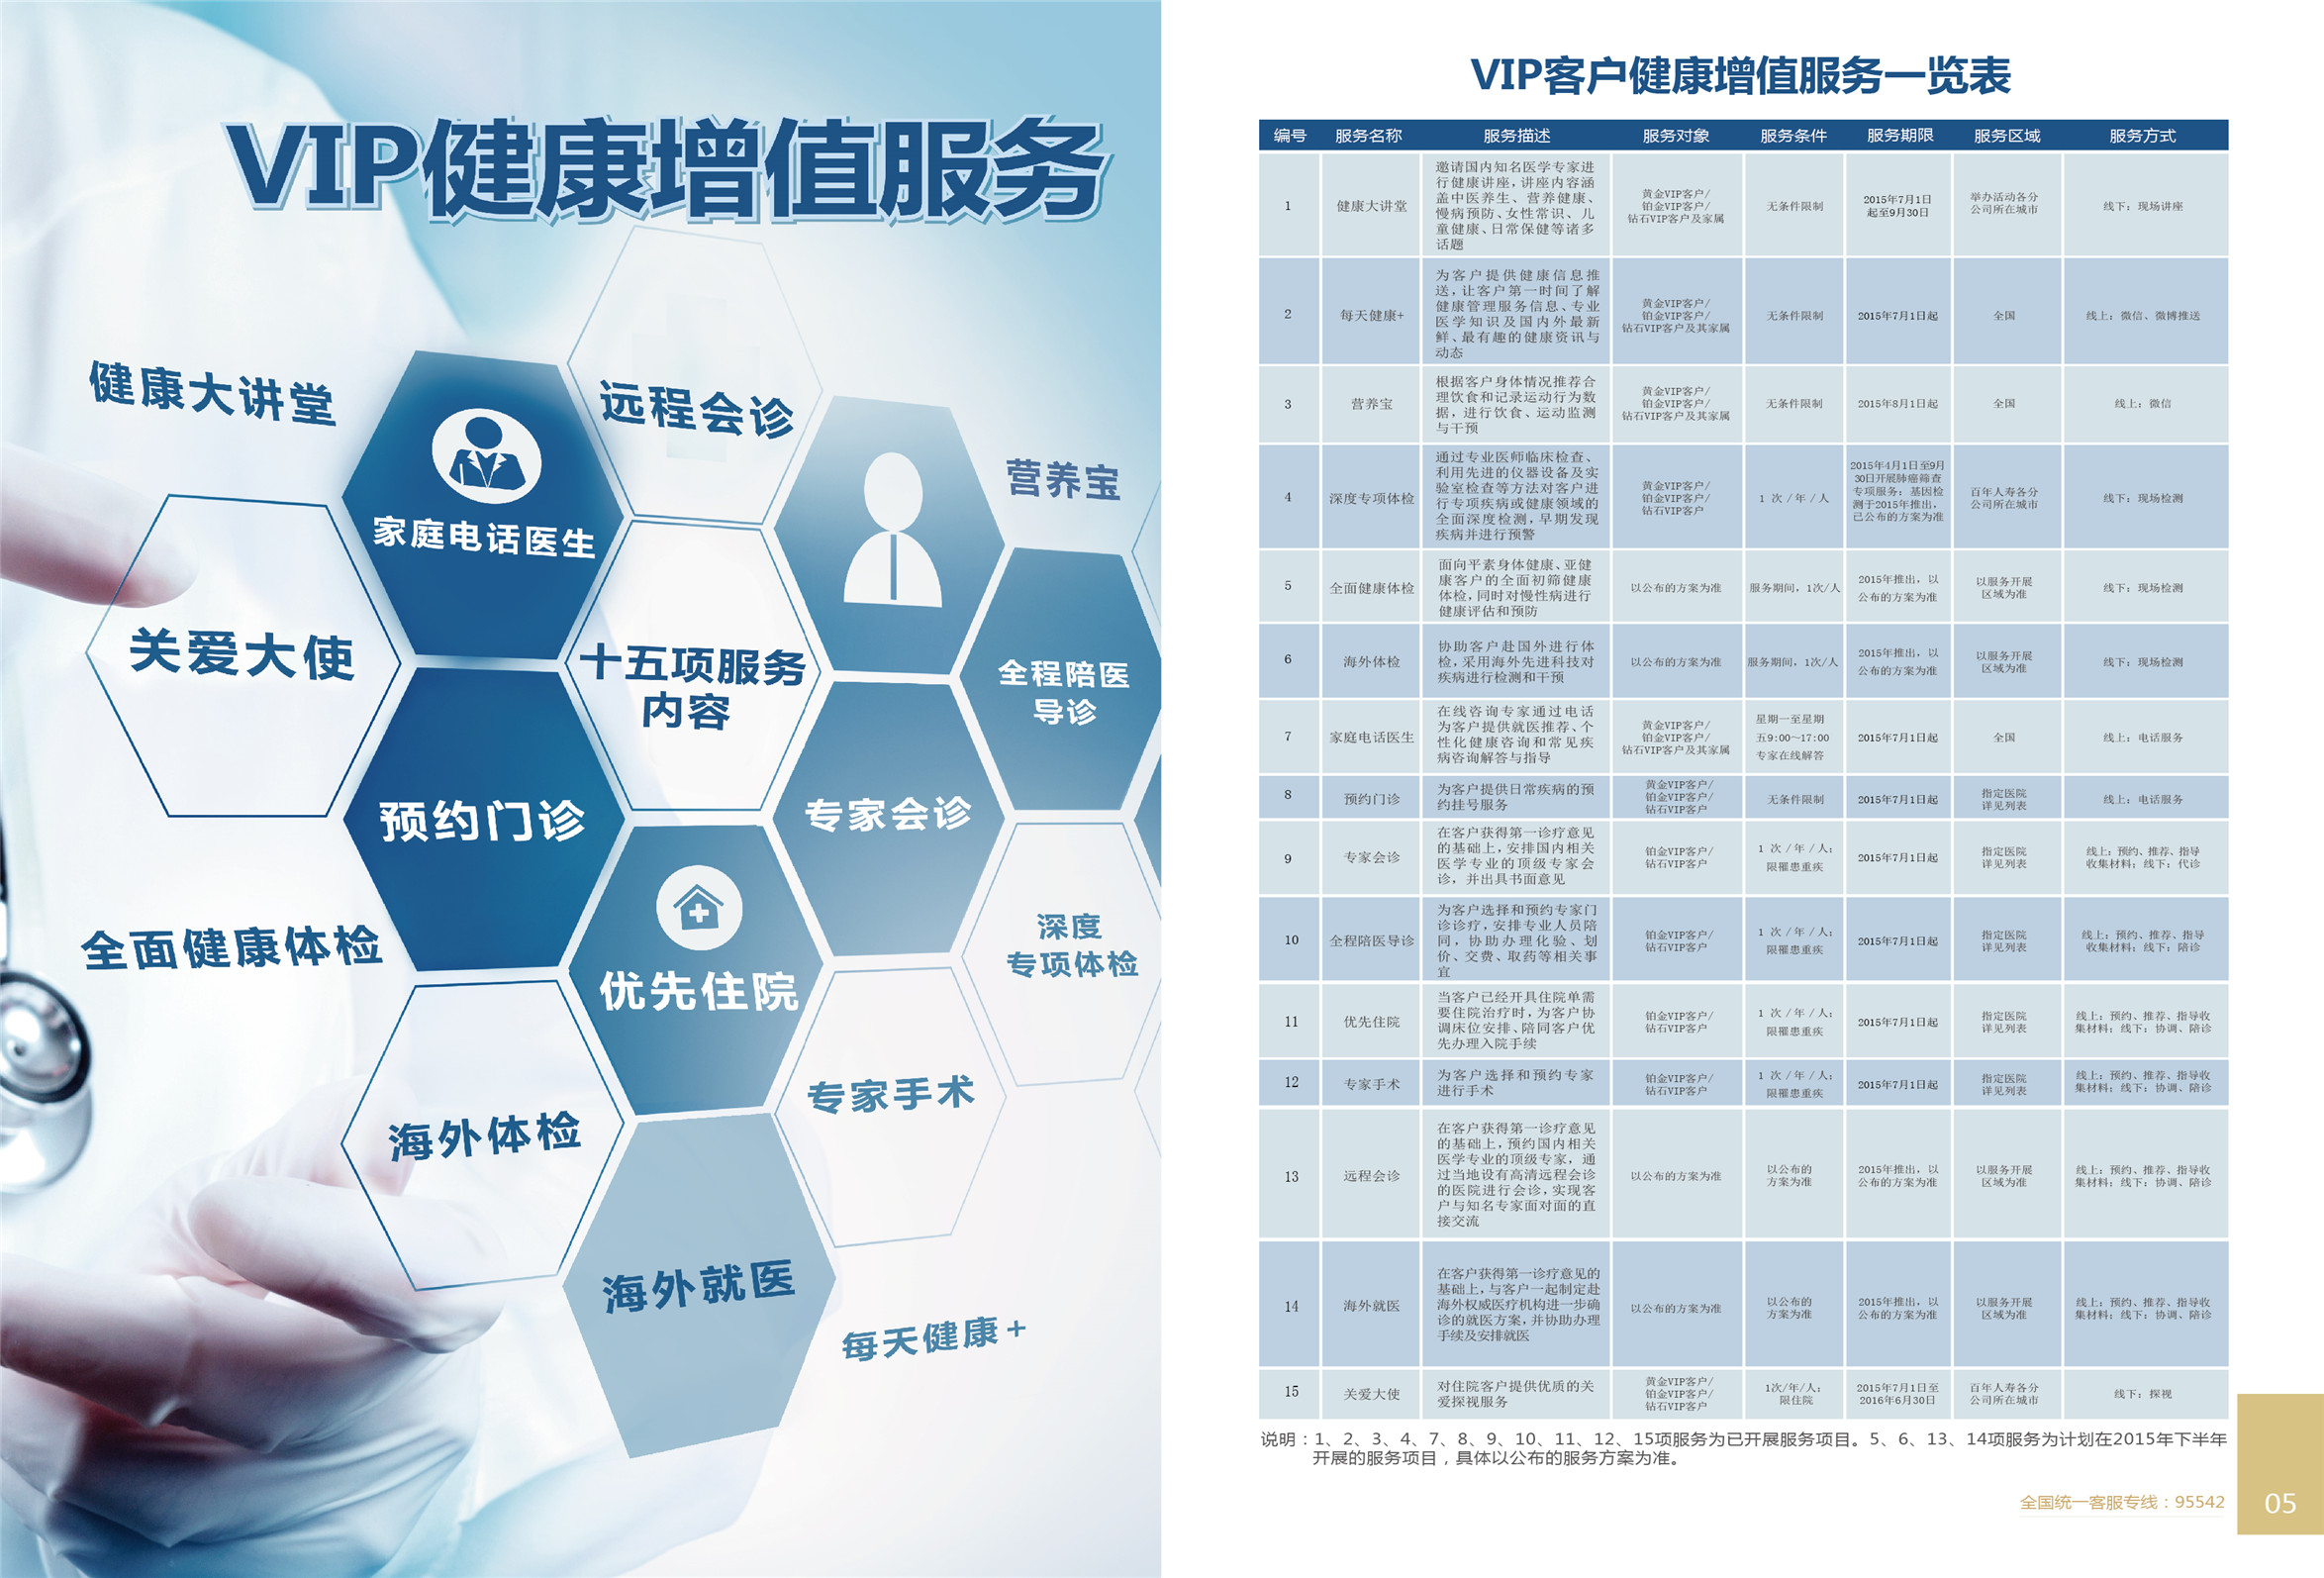 VIP健康增值服务
健康大讲堂
远程会诊
营养宝
家庭电话医生
关爱大使
十五项服务
内容
全程陪医
导诊
预约门诊
专家会诊
全面健康体检
优先住院
深度
专项体检
海外体检
专家手术
海外就医
每天健康+
VIP客户健康增值服务一览表
编号 服务名称 服务描述 服务对象 服务条件 服务期限 服务区域 服务方式
1
健康大讲堂
邀请国内知名医学专家进
行健康讲座,讲座内容涵
盖中医养生、营养健康、
慢病预防、女性常识、儿
童健康、日常保健等诸多
话题
黄金VIP客户/
铂金VIP客户/
钻石VIP客户及家属
无条件限制
2015年7月1日
起至9月30日
举办活动各分
公司所在城市
线下：现场讲座
2
每天健康+
为客户提供健康信息推
送,让客户第一时间了解
健康管理服务信息、专业
医学知识及国内外最新
鲜、最有趣的健康资讯与
动态
黄金VIP客户/
铂金VIP客户/
钻石VIP客户及其家属
无条件限制
2015年7月1日起
全国
线上：微信、微博推送
3
营养宝
根据客户身体情况推荐合
理饮食和记录运动行为数
据，进行饮食、运动监测
与干预
黄金VIP客户/
铂金VIP客户/
钻石VIP客户及其家属
无条件限制
2015年8月1日起
全国
线上：微信
4
深度专项体检
通过专业医师临床检查、
利用先进的仪器设备及实
验室检查等方法对客户进
行专项疾病或健康领域的
全面深度检测,早期发现
疾病并进行预警
黄金VIP客户/
铂金VIP客户/
钻石VIP客户
1 次 / 年 / 人
2015年4月1日至9月
30日开展肺癌筛查
专项服务；基因检
测于2015年推出，
已公布的方案为准
百年人寿各分
公司所在城市
线下：现场检测
5
全面健康体检
面向平素身体健康、亚健
康客户的全面初筛健康
体检,同时对慢性病进行
健康评估和预防
以公布的方案为准
服务期间，1次/人
2015年推出，以
公布的方案为准
以服务开展
区域为准
线下：现场检测
6
海外体检
协助客户赴国外进行体
检,采用海外先进科技对
疾病进行检测和干预
以公布的方案为准
服务期间，1次/人
2015年推出，以
公布的方案为准
以服务开展
区域为准
线下：现场检测
7
家庭电话医生
在线咨询专家通过电话
为客户提供就医推荐、个
性化健康咨询和常见疾
病咨询解答与指导
黄金VIP客户/
铂金VIP客户/
钻石VIP客户及其家属
星期一至星期
五9:00～17:00
专家在线解答
2015年7月1日起
全国
线上：电话服务
8
预约门诊
为客户提供日常疾病的预
约挂号服务
黄金VIP客户/
铂金VIP客户/
钻石VIP客户
无条件限制
2015年7月1日起
指定医院
详见列表
线上：电话服务
9
专家会诊
在客户获得第一诊疗意见
的基础上,安排国内相关
医学专业的顶级专家会
诊，并出具书面意见
铂金VIP客户/
钻石VIP客户
1 次 / 年 / 人；
限罹患重疾
2015年7月1日起
指定医院
详见列表
线上：预约、推荐、指导
收集材料；线下：代诊
10
全程陪医导诊
为客户选择和预约专家门
诊诊疗,安排专业人员陪
同，协助办理化验、划
价、交费、取药等相关事
宜
铂金VIP客户/
钻石VIP客户
1 次 / 年 / 人；
限罹患重疾
2015年7月1日起
指定医院
详见列表
线上：预约、推荐、指导
收集材料；线下：陪诊
11
优先住院
当客户已经开具住院单需
要住院治疗时,为客户协
调床位安排、陪同客户优
先办理入院手续
铂金VIP客户/
钻石VIP客户
1 次 / 年 / 人；
限罹患重疾
2015年7月1日起
指定医院
详见列表
线上：预约、推荐、指导收
集材料；线下：协调、陪诊
12
专家手术
为客户选择和预约专家
进行手术
铂金VIP客户/
钻石VIP客户
1 次 / 年 / 人；
限罹患重疾
2015年7月1日起
指定医院
详见列表
线上：预约、推荐、指导收
集材料；线下：协调、陪诊
13
远程会诊
在客户获得第一诊疗意见
的基础上,预约国内相关
医学专业的顶级专家，通
过当地设有高清远程会诊
的医院进行会诊,实现客
户与知名专家面对面的直
接交流
以公布的方案为准
以公布的
方案为准
2015年推出，以
公布的方案为准
以服务开展
区域为准
线上：预约、推荐、指导收
集材料；线下：协调、陪诊
14
海外就医
在客户获得第一诊疗意见的
基础上,与客户一起制定赴
海外权威医疗机构进一步确
诊的就医方案,并协助办理
手续及安排就医
以公布的方案为准
以公布的
方案为准
2015年推出，以
公布的方案为准
以服务开展
区域为准
线上：预约、推荐、指导收
集材料；线下：协调、陪诊
15
关爱大使
对住院客户提供优质的关
爱探视服务
黄金VIP客户/
铂金VIP客户/
钻石VIP客户
1次/年/人；
限住院
2015年7月1日至
2016年6月30日
百年人寿各分
公司所在城市
线下：探视
说明：1、2、3、4、7、8、9、10、11、12、15项服务为已开展服务项目。5、6、13、14项服务为计划在2015年下半年
开展的服务项目，具体以公布的服务方案为准。
全国统一客服专线：95542
05